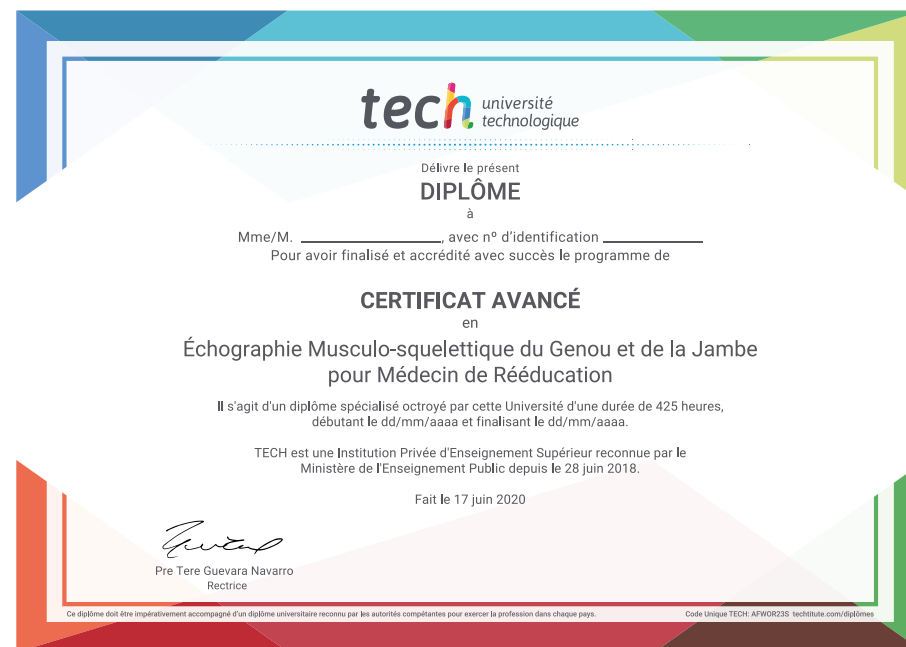 tech université
technologique
Délivre le présent
DIPLÔME
à
Mme/M. ____________________, avec nº d'identification ______________
Pour avoir finalisé et accrédité avec succès le programme de
CERTIFICAT AVANCÉ
en
Échographie Musculo-squelettique du Genou et de la Jambe
pour Médecin de Rééducation
Il s'agit d'un diplôme spécialisé octroyé par cette Université d'une durée de 425 heures,
débutant le dd/mm/aaaa et finalisant le dd/mm/aaaa.
TECH est une Institution Privée d'Enseignement Supérieur reconnue par le
Ministère de l'Enseignement Public depuis le 28 juin 2018.
Fait le 17 juin 2020
Pre Tere Guevara Navarro
Rectrice
Ce diplôme doit être impérativement accompagné d'un diplôme universitaire reconnu par les autorités compétantes pour exercer la profession dans chaque pays.
Code Unique TECH: AFWOR23S techtitute.com/diplômes